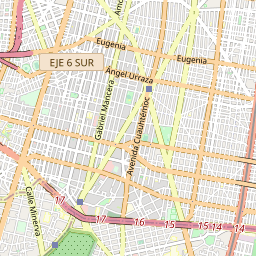 Amo
Eugenia
Eugenia
EJE 6 SUR
Ángel Urraza
Gabriel Mancera
Avenida Cuauhtémoc
Calle Minerva
17
17
16
15
15
14
14